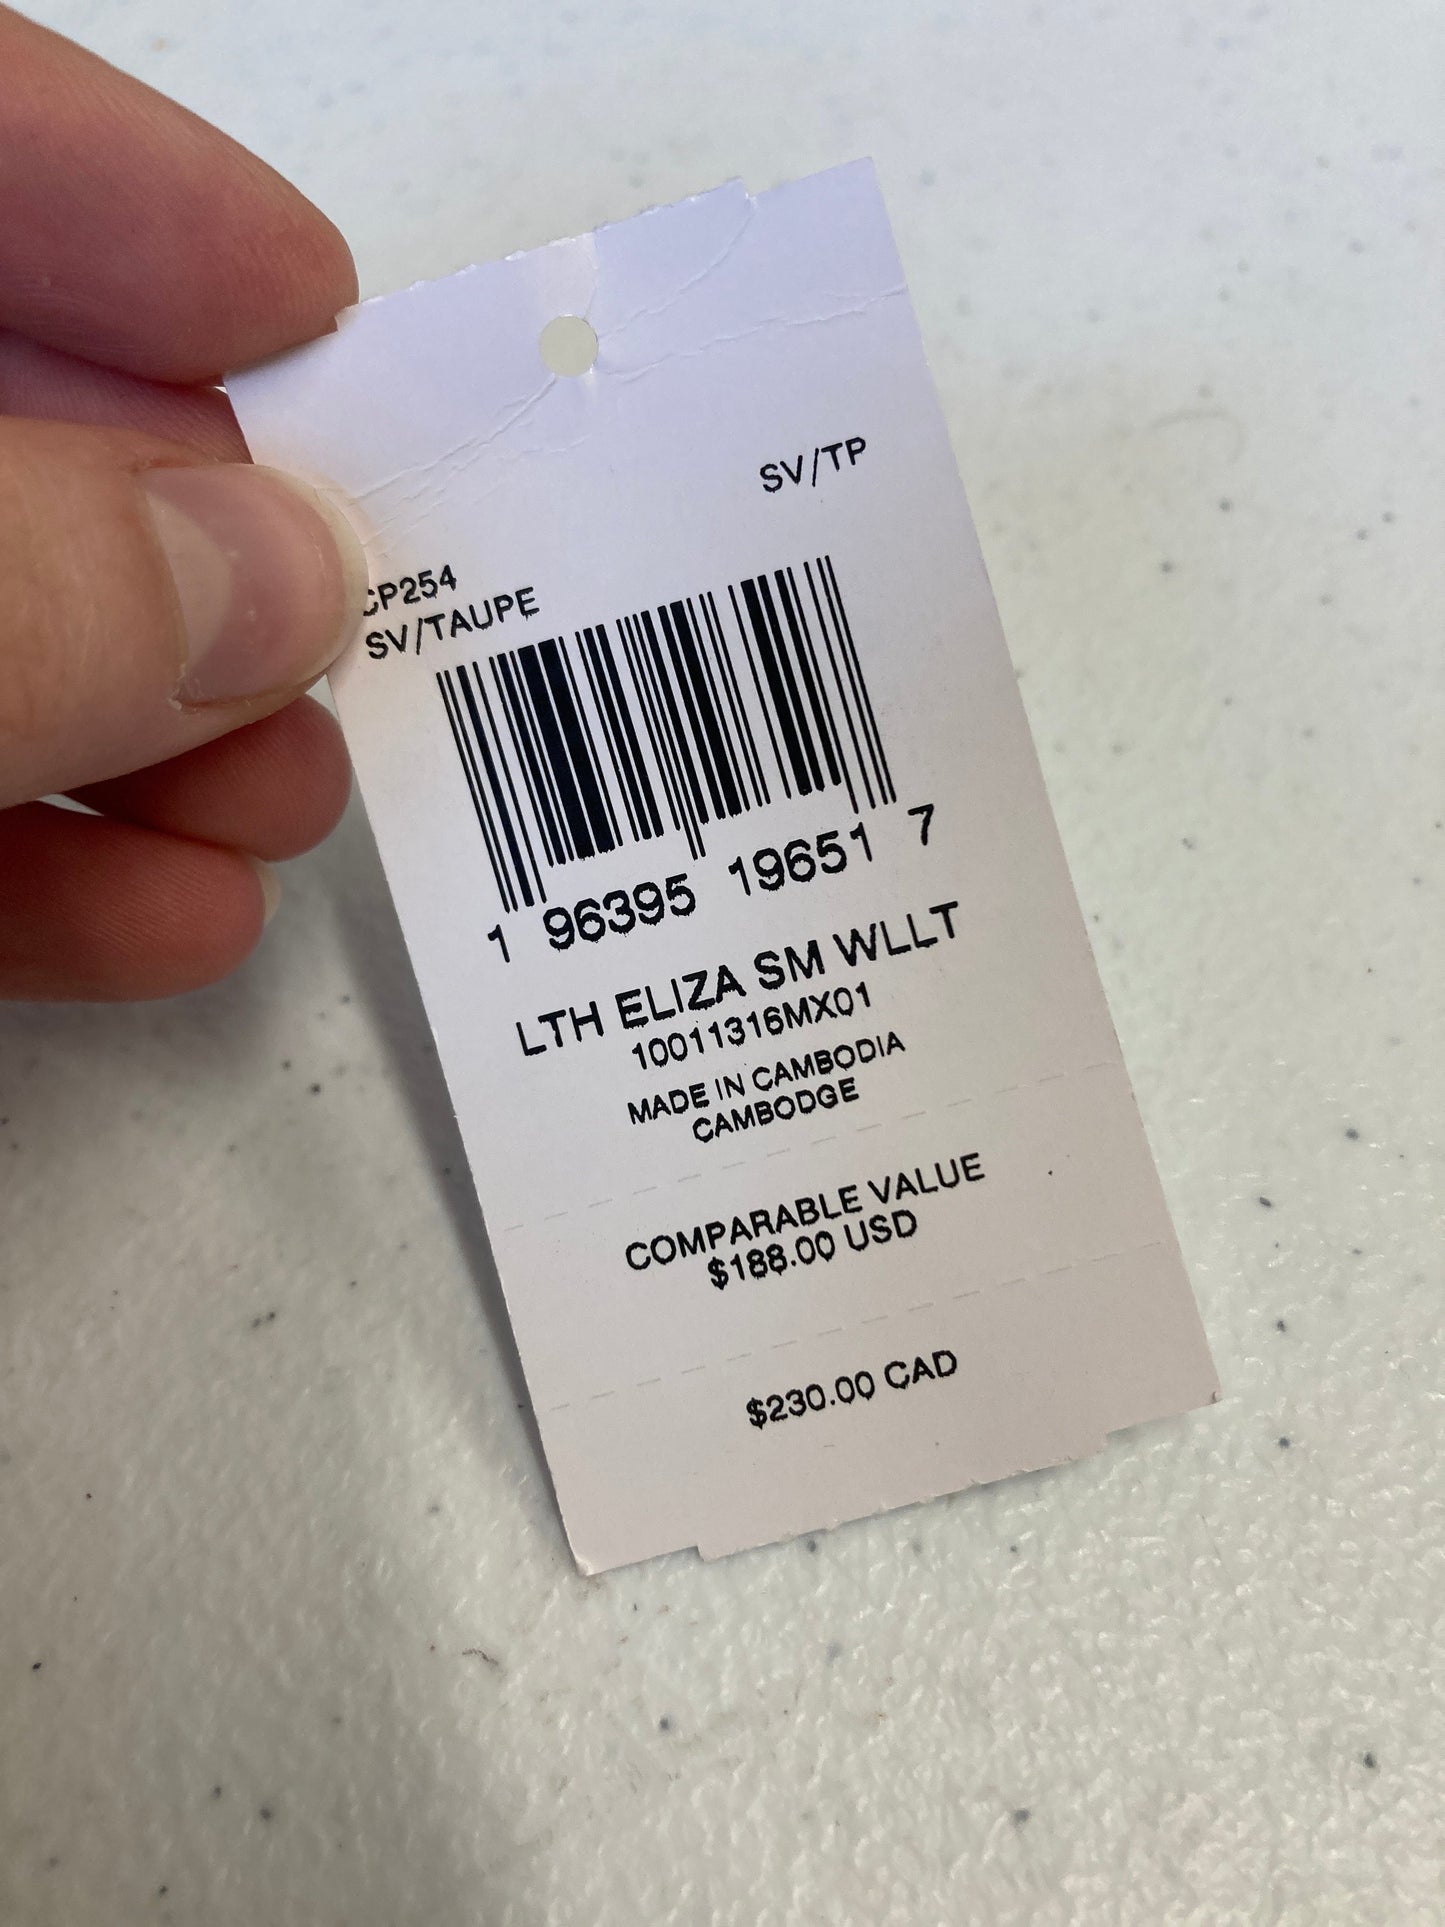 SV/TP
CP254
SV/TAUPE
1 96395 19651 7
LTH ELIZA SM WLLT
10011316MX01
MADE IN CAMBODIA
CAMBODGE
COMPARABLE VALUE
$188.00 USD
$230.00 CAD